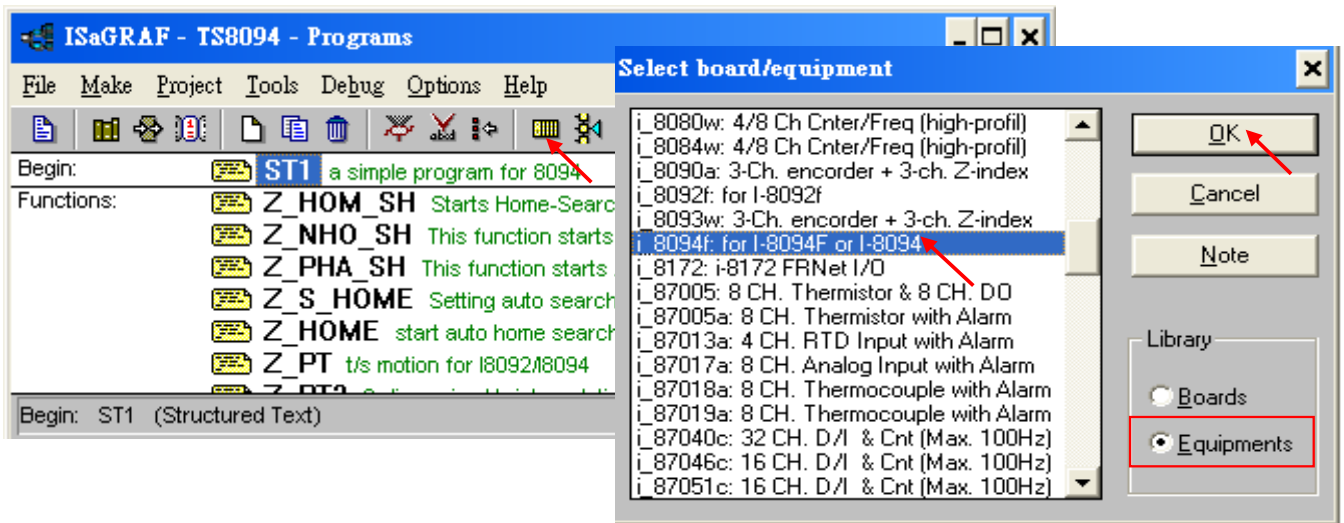 ISaGRAF - TS8094 - Programs
File Make Project Tools Debug Options Help
Begin: ST1 a simple program for 8094
Functions: Z_HOM_SH Starts Home-Searc
Z_NHO_SH This function starts
Z_PHA_SH This function starts
Z_S_HOME Setting auto search
Z_HOME start auto home search
Z_PT t/s motion for I8092/I8094
Begin: ST1 (Structured Text)
Select board/equipment
i_8080w: 4/8 Ch Cnter/Freq (high-profil)
i_8084w: 4/8 Ch Cnter/Freq (high-profil)
i_8090a: 3-Ch. encorder + 3-ch. Z-index
i_8092f: for I-8092f
i_8093w: 3-Ch. encorder + 3-ch. Z-index
i_8094f: for I-8094F or I-8094
i_8172: i-8172 FRNet I/O
i_87005: 8 CH. Thermistor & 8 CH. DO
i_87005a: 8 CH. Thermistor with Alarm
i_87013a: 4 CH. RTD Input with Alarm
i_87017a: 8 CH. Analog Input with Alarm
i_87018a: 8 CH. Thermocouple with Alarm
i_87019a: 8 CH. Thermocouple with Alarm
i_87040c: 32 CH. D/I & Cnt (Max. 100Hz)
i_87046c: 16 CH. D/I & Cnt (Max. 100Hz)
i_87051c: 16 CH. D/I & Cnt (Max. 100Hz)
OK
Cancel
Note
Library
Boards
Equipments